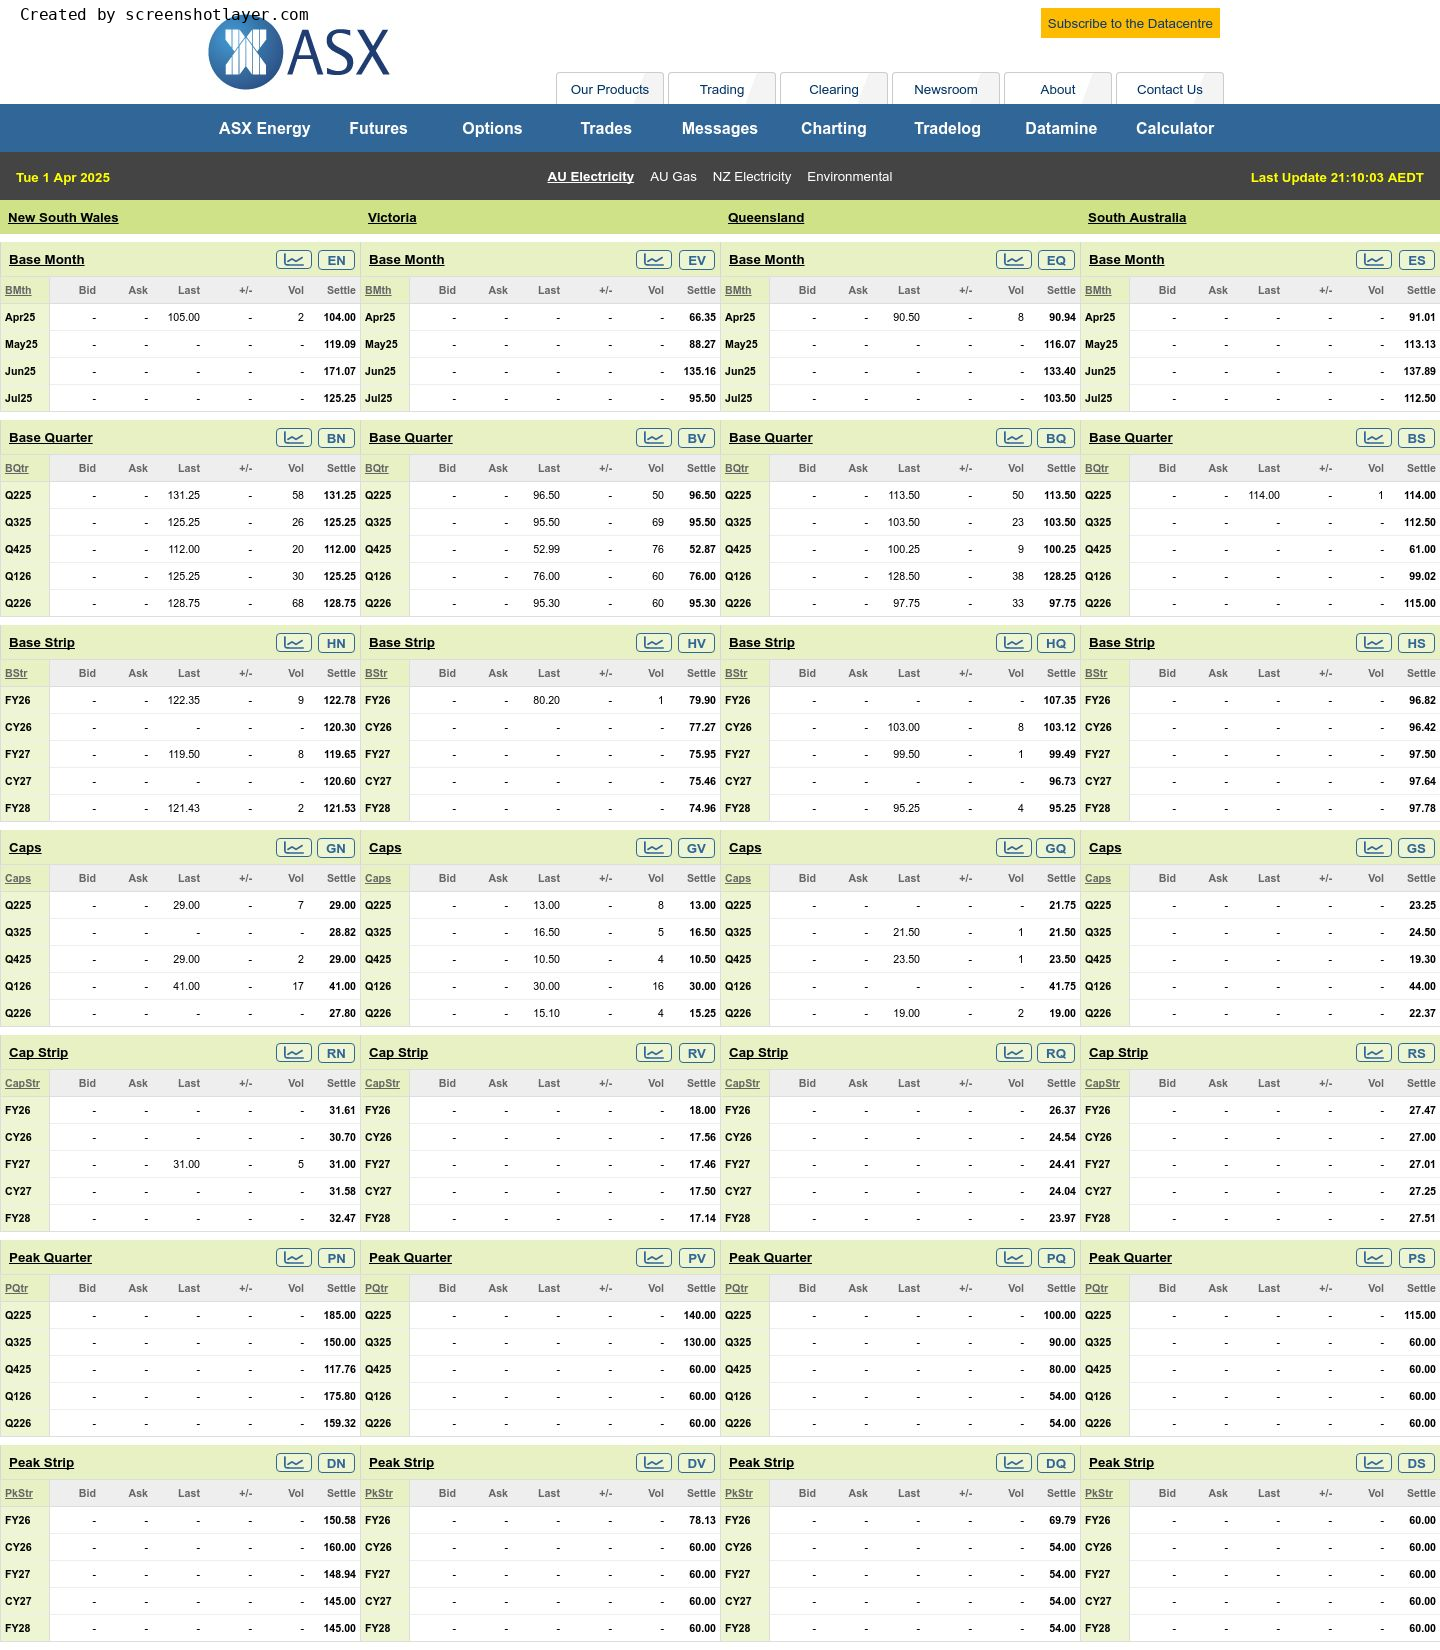 Created by screenshotlayer.com
ASX
Subscribe to the Datacentre
Our Products Trading Clearing Newsroom About Contact Us
ASX Energy Futures Options Trades Messages Charting Tradelog Datamine Calculator
Tue 1 Apr 2025 AU Electricity AU Gas NZ Electricity Environmental Last Update 21:10:03 AEDT
New South Wales Victoria Queensland South Australia
Base Month EN Base Month EV Base Month EQ Base Month ES
BMth Bid Ask Last +/- Vol Settle BMth Bid Ask Last +/- Vol Settle BMth Bid Ask Last +/- Vol Settle BMth Bid Ask Last +/- Vol Settle
Apr25 - - 105.00 - 2 104.00 Apr25 - - - - - 66.35 Apr25 - - 90.50 - 8 90.94 Apr25 - - - - - 91.01
May25 - - - - - 119.09 May25 - - - - - 88.27 May25 - - - - - 116.07 May25 - - - - - 113.13
Jun25 - - - - - 171.07 Jun25 - - - - - 135.16 Jun25 - - - - - 133.40 Jun25 - - - - - 137.89
Jul25 - - - - - 125.25 Jul25 - - - - - 95.50 Jul25 - - - - - 103.50 Jul25 - - - - - 112.50
Base Quarter BN Base Quarter BV Base Quarter BQ Base Quarter BS
BQtr Bid Ask Last +/- Vol Settle BQtr Bid Ask Last +/- Vol Settle BQtr Bid Ask Last +/- Vol Settle BQtr Bid Ask Last +/- Vol Settle
Q225 - - 131.25 - 58 131.25 Q225 - - 96.50 - 50 96.50 Q225 - - 113.50 - 50 113.50 Q225 - - 114.00 - 1 114.00
Q325 - - 125.25 - 26 125.25 Q325 - - 95.50 - 69 95.50 Q325 - - 103.50 - 23 103.50 Q325 - - - - - 112.50
Q425 - - 112.00 - 20 112.00 Q425 - - 52.99 - 76 52.87 Q425 - - 100.25 - 9 100.25 Q425 - - - - - 61.00
Q126 - - 125.25 - 30 125.25 Q126 - - 76.00 - 60 76.00 Q126 - - 128.50 - 38 128.25 Q126 - - - - - 99.02
Q226 - - 128.75 - 68 128.75 Q226 - - 95.30 - 60 95.30 Q226 - - 97.75 - 33 97.75 Q226 - - - - - 115.00
Base Strip HN Base Strip HV Base Strip HQ Base Strip HS
BStr Bid Ask Last +/- Vol Settle BStr Bid Ask Last +/- Vol Settle BStr Bid Ask Last +/- Vol Settle BStr Bid Ask Last +/- Vol Settle
FY26 - - 122.35 - 9 122.78 FY26 - - 80.20 - 1 79.90 FY26 - - - - - 107.35 FY26 - - - - - 96.82
CY26 - - - - - 120.30 CY26 - - - - - 77.27 CY26 - - 103.00 - 8 103.12 CY26 - - - - - 96.42
FY27 - - 119.50 - 8 119.65 FY27 - - - - - 75.95 FY27 - - 99.50 - 1 99.49 FY27 - - - - - 97.50
CY27 - - - - - 120.60 CY27 - - - - - 75.46 CY27 - - - - - 96.73 CY27 - - - - - 97.64
FY28 - - 121.43 - 2 121.53 FY28 - - - - - 74.96 FY28 - - 95.25 - 4 95.25 FY28 - - - - - 97.78
Caps GN Caps GV Caps GQ Caps GS
Caps Bid Ask Last +/- Vol Settle Caps Bid Ask Last +/- Vol Settle Caps Bid Ask Last +/- Vol Settle Caps Bid Ask Last +/- Vol Settle
Q225 - - 29.00 - 7 29.00 Q225 - - 13.00 - 8 13.00 Q225 - - - - - 21.75 Q225 - - - - - 23.25
Q325 - - - - - 28.82 Q325 - - 16.50 - 5 16.50 Q325 - - 21.50 - 1 21.50 Q325 - - - - - 24.50
Q425 - - 29.00 - 2 29.00 Q425 - - 10.50 - 4 10.50 Q425 - - 23.50 - 1 23.50 Q425 - - - - - 19.30
Q126 - - 41.00 - 17 41.00 Q126 - - 30.00 - 16 30.00 Q126 - - - - - 41.75 Q126 - - - - - 44.00
Q226 - - - - - 27.80 Q226 - - 15.10 - 4 15.25 Q226 - - 19.00 - 2 19.00 Q226 - - - - - 22.37
Cap Strip RN Cap Strip RV Cap Strip RQ Cap Strip RS
CapStr Bid Ask Last +/- Vol Settle CapStr Bid Ask Last +/- Vol Settle CapStr Bid Ask Last +/- Vol Settle CapStr Bid Ask Last +/- Vol Settle
FY26 - - - - - 31.61 FY26 - - - - - 18.00 FY26 - - - - - 26.37 FY26 - - - - - 27.47
CY26 - - - - - 30.70 CY26 - - - - - 17.56 CY26 - - - - - 24.54 CY26 - - - - - 27.00
FY27 - - 31.00 - 5 31.00 FY27 - - - - - 17.46 FY27 - - - - - 24.41 FY27 - - - - - 27.01
CY27 - - - - - 31.58 CY27 - - - - - 17.50 CY27 - - - - - 24.04 CY27 - - - - - 27.25
FY28 - - - - - 32.47 FY28 - - - - - 17.14 FY28 - - - - - 23.97 FY28 - - - - - 27.51
Peak Quarter PN Peak Quarter PV Peak Quarter PQ Peak Quarter PS
PQtr Bid Ask Last +/- Vol Settle PQtr Bid Ask Last +/- Vol Settle PQtr Bid Ask Last +/- Vol Settle PQtr Bid Ask Last +/- Vol Settle
Q225 - - - - - 185.00 Q225 - - - - - 140.00 Q225 - - - - - 100.00 Q225 - - - - - 115.00
Q325 - - - - - 150.00 Q325 - - - - - 130.00 Q325 - - - - - 90.00 Q325 - - - - - 60.00
Q425 - - - - - 117.76 Q425 - - - - - 60.00 Q425 - - - - - 80.00 Q425 - - - - - 60.00
Q126 - - - - - 175.80 Q126 - - - - - 60.00 Q126 - - - - - 54.00 Q126 - - - - - 60.00
Q226 - - - - - 159.32 Q226 - - - - - 60.00 Q226 - - - - - 54.00 Q226 - - - - - 60.00
Peak Strip DN Peak Strip DV Peak Strip DQ Peak Strip DS
PkStr Bid Ask Last +/- Vol Settle PkStr Bid Ask Last +/- Vol Settle PkStr Bid Ask Last +/- Vol Settle PkStr Bid Ask Last +/- Vol Settle
FY26 - - - - - 150.58 FY26 - - - - - 78.13 FY26 - - - - - 69.79 FY26 - - - - - 60.00
CY26 - - - - - 160.00 CY26 - - - - - 60.00 CY26 - - - - - 54.00 CY26 - - - - - 60.00
FY27 - - - - - 148.94 FY27 - - - - - 60.00 FY27 - - - - - 54.00 FY27 - - - - - 60.00
CY27 - - - - - 145.00 CY27 - - - - - 60.00 CY27 - - - - - 54.00 CY27 - - - - - 60.00
FY28 - - - - - 145.00 FY28 - - - - - 60.00 FY28 - - - - - 54.00 FY28 - - - - - 60.00